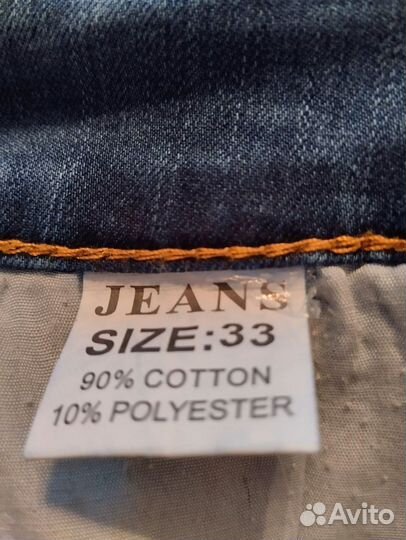 JEANS
SIZE:33
90% COTTON
10% POLYESTER
Avito